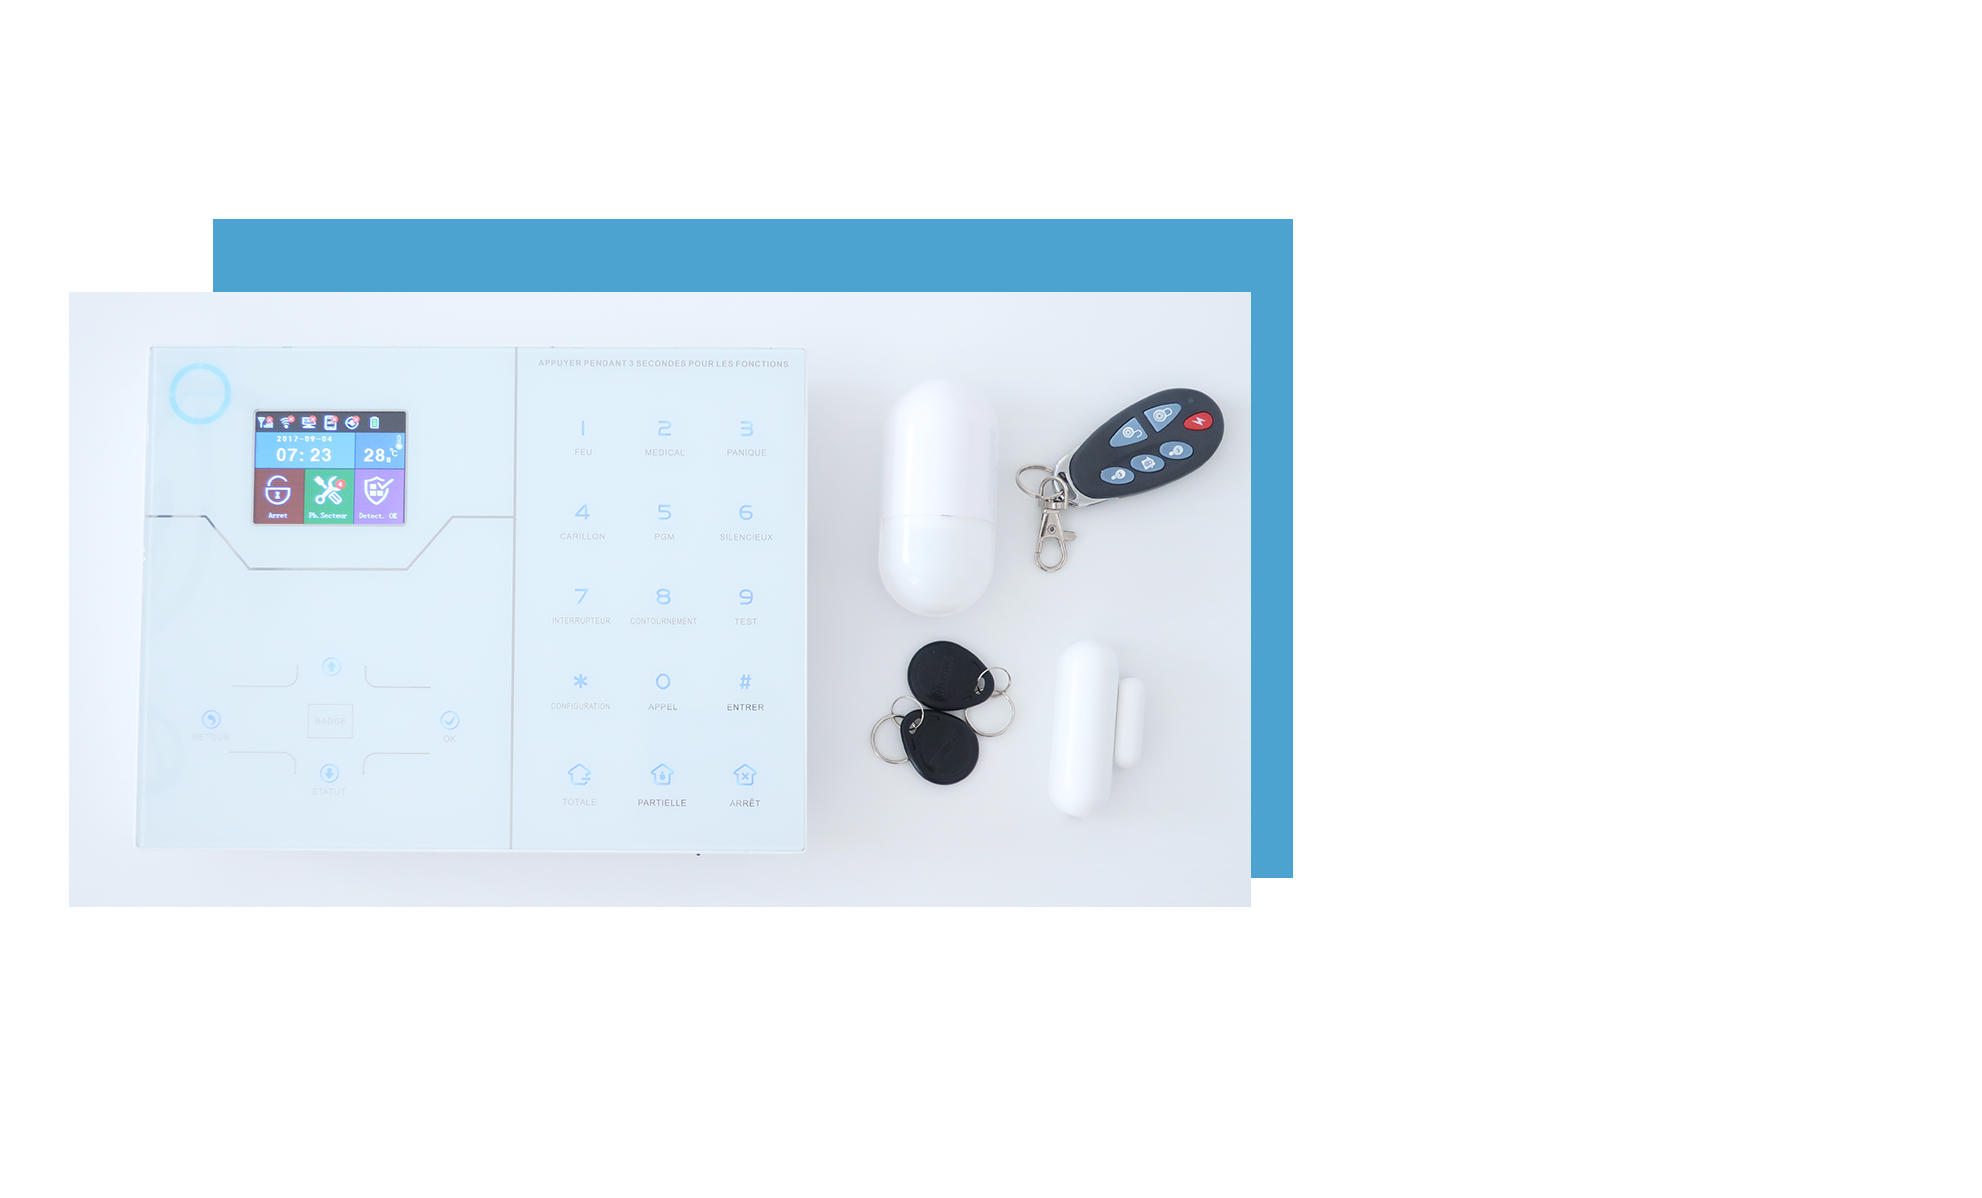 2017-09-04
07:23
28
°C
4
Arret
Ph.Secteur
Detect. OK
RETOUR
BADGE
OK
STATUT
APPUYER PENDANT 3 SECONDES POUR LES FONCTIONS
1 2 3
FEU MEDICAL PANIQUE
4 5 6
CARILLON PGM SILENCIEUX
7 8 9
INTERRUPTEUR CONTOURNEMENT TEST
* 0 #
CONFIGURATION APPEL ENTRER
TOTALE PARTIELLE ARRÊT